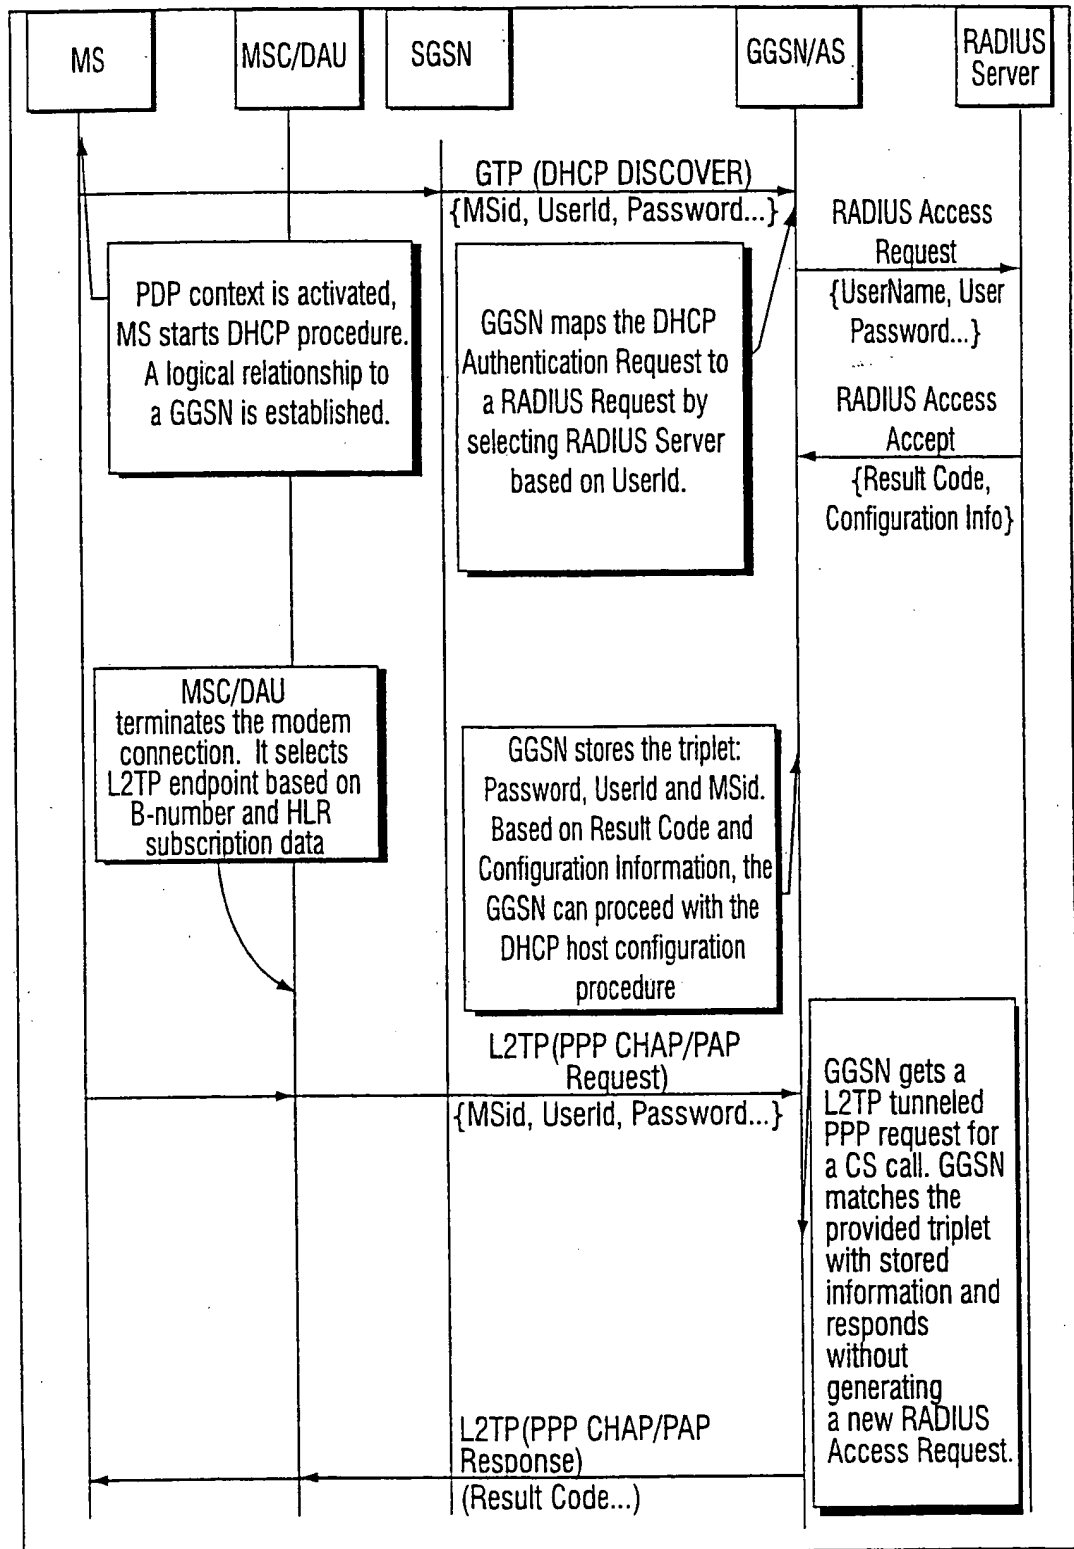 MS
MSC/DAU
SGSN
GGSN/AS
RADIUS
Server
GTP (DHCP DISCOVER)
{MSid, UserId, Password...}
RADIUS Access
Request
{UserName, User
Password...}
PDP context is activated,
MS starts DHCP procedure.
A logical relationship to
a GGSN is established.
GGSN maps the DHCP
Authentication Request to
a RADIUS Request by
selecting RADIUS Server
based on UserId.
RADIUS Access
Accept
{Result Code,
Configuration Info}
MSC/DAU
terminates the modem
connection. It selects
L2TP endpoint based on
B-number and HLR
subscription data
GGSN stores the triplet:
Password, UserId and MSid.
Based on Result Code and
Configuration Information, the
GGSN can proceed with the
DHCP host configuration
procedure
L2TP(PPP CHAP/PAP
Request)
{MSid, UserId, Password...}
GGSN gets a
L2TP tunneled
PPP request for
a CS call. GGSN
matches the
provided triplet
with stored
information and
responds
without
generating
a new RADIUS
Access Request.
L2TP(PPP CHAP/PAP
Response)
(Result Code...)